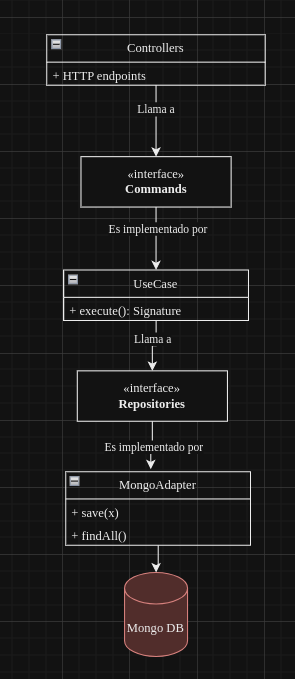 Controllers
+ HTTP endpoints
Llama a
«interface»
Commands
Es implementado por
UseCase
+ execute(): Signature
Llama a
«interface»
Repositories
Es implementado por
MongoAdapter
+ save(x)
+ findAll()
Mongo DB